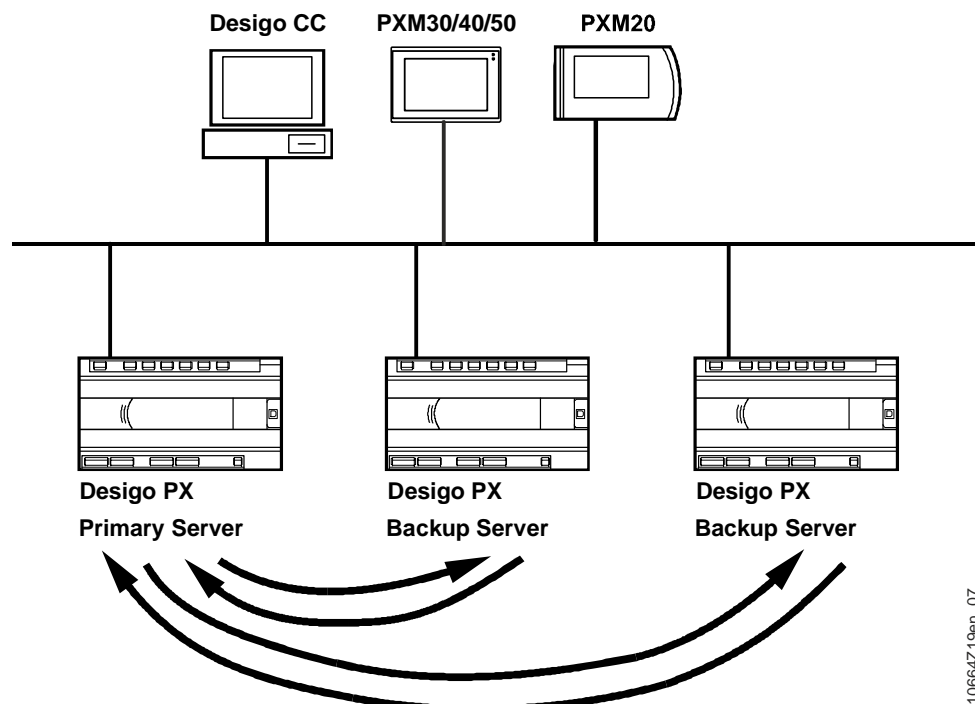 Desigo CC
PXM30/40/50
PXM20
Desigo PX
Primary Server
Desigo PX
Backup Server
Desigo PX
Backup Server
10664Z19en_07